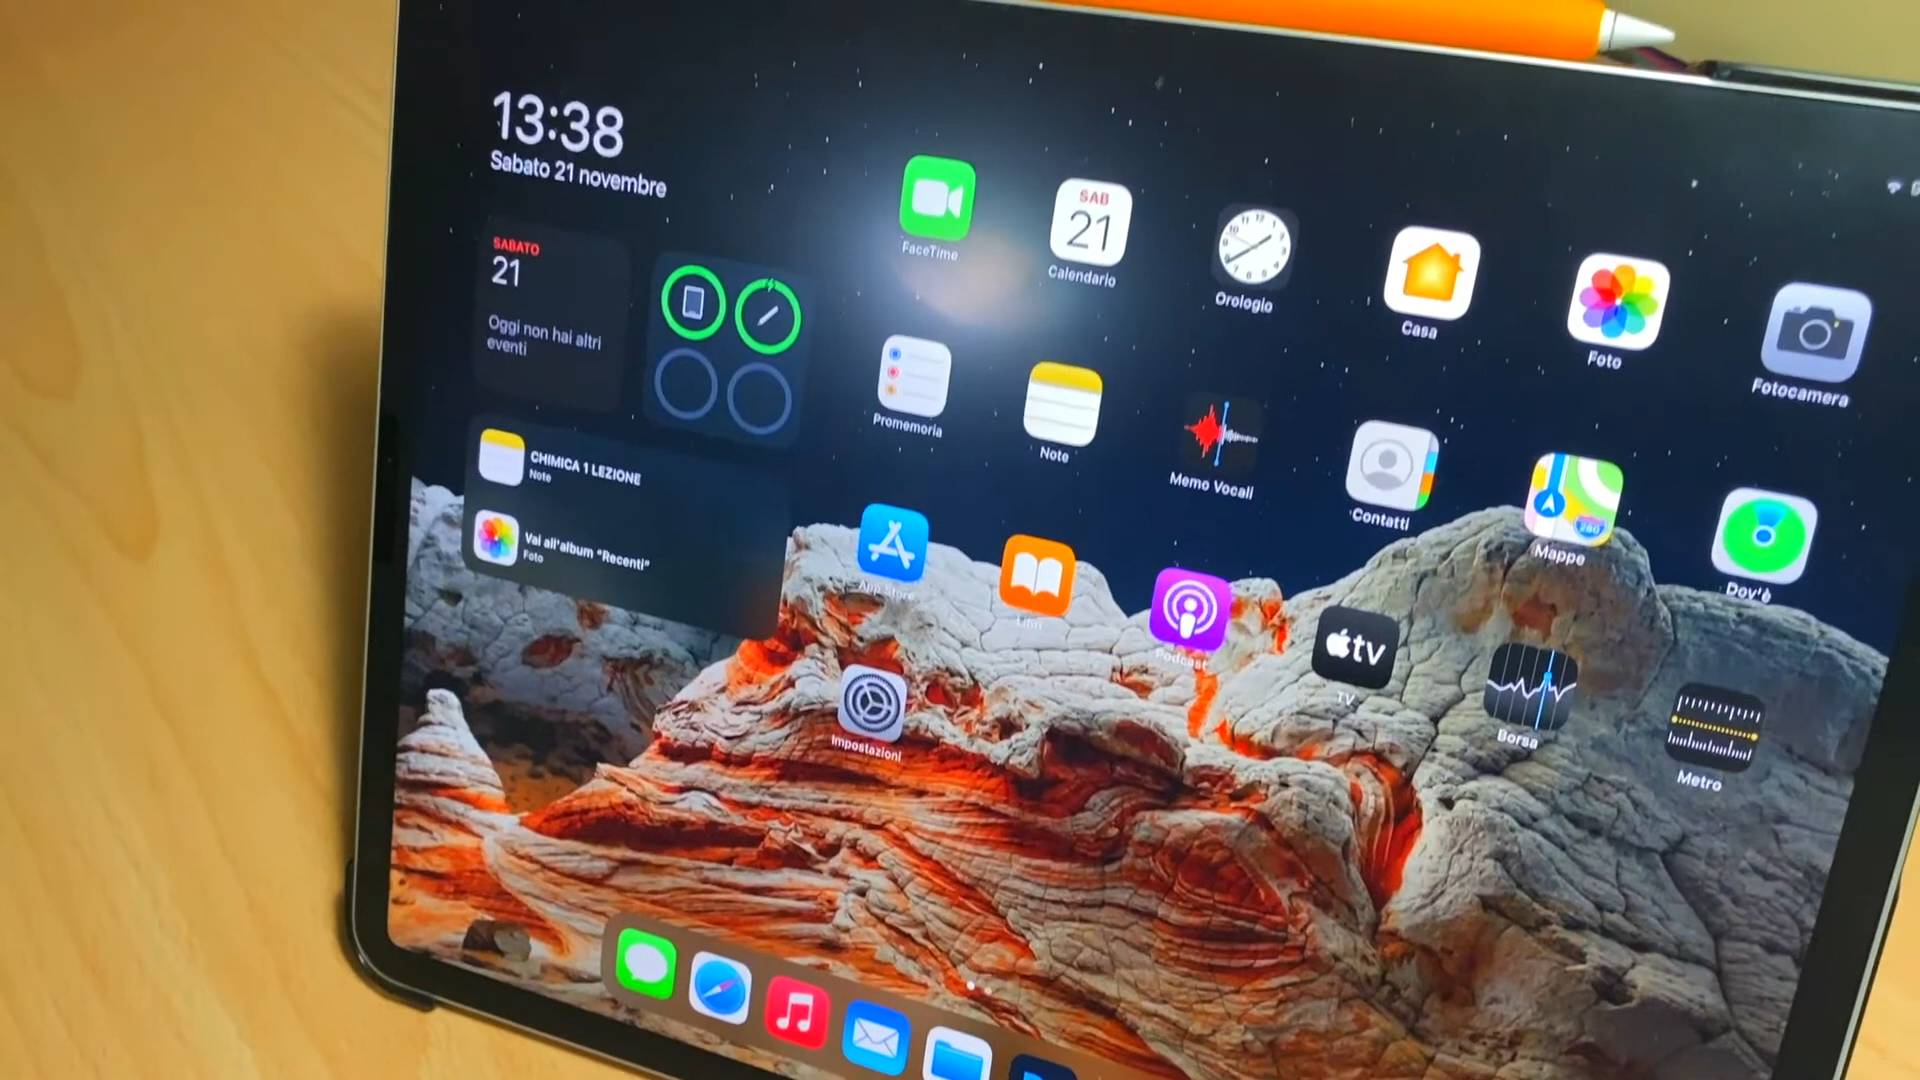 13:38
Sabato 21 novembre
SABATO
21
Oggi non hai altri
eventi
CHIMICA 1 LEZIONE
Note
Vai all'album "Recenti"
Foto
FaceTime
SAB
21
Calendario
Orologio
Casa
Foto
Fotocamera
Promemoria
Note
Memo Vocali
Contatti
280
Mappe
Dov'è
App Store
Libri
Podcast
tv
TV
Borsa
Metro
Impostazioni